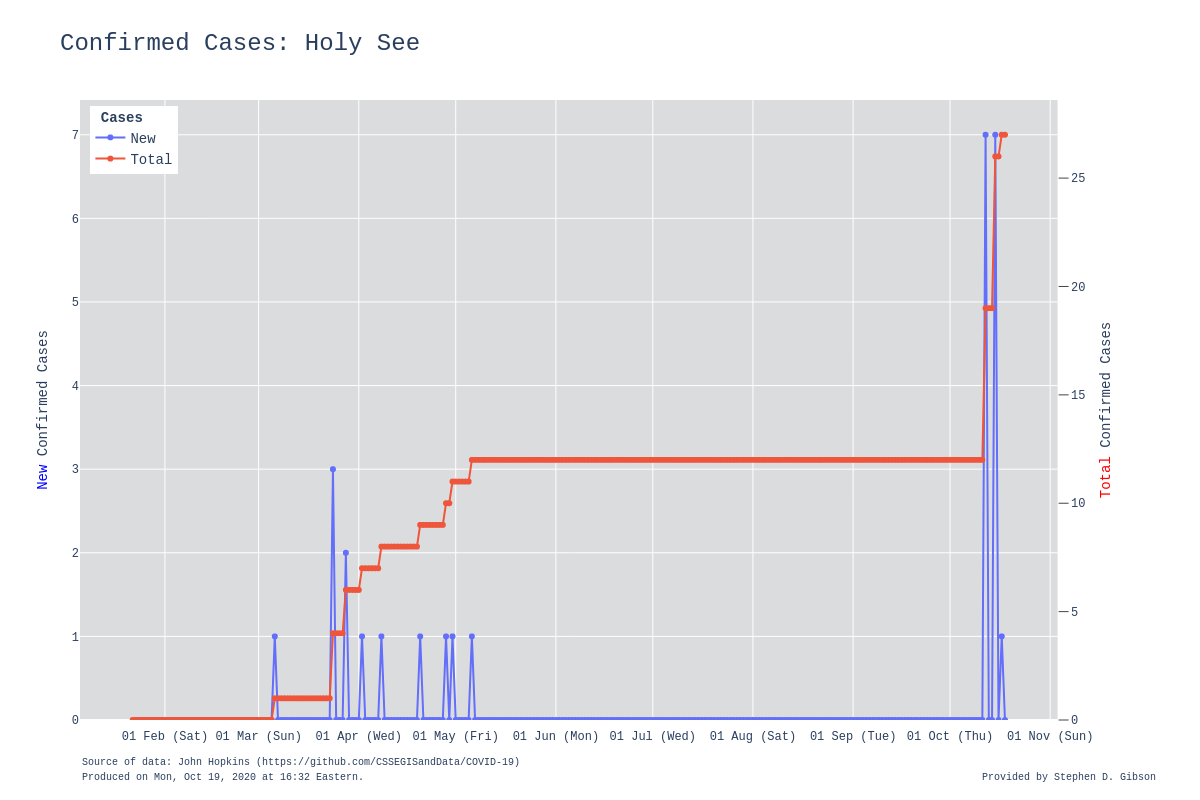 Confirmed Cases: Holy See
Cases
New
Total
7
6
5
4
3
2
1
0
25
20
15
10
5
0
New Confirmed Cases
Total Confirmed Cases
01 Feb (Sat) 01 Mar (Sun) 01 Apr (Wed) 01 May (Fri) 01 Jun (Mon) 01 Jul (Wed) 01 Aug (Sat) 01 Sep (Tue) 01 Oct (Thu) 01 Nov (Sun)
Source of data: John Hopkins (https://github.com/CSSEGISandData/COVID-19)
Produced on Mon, Oct 19, 2020 at 16:32 Eastern.
Provided by Stephen D. Gibson